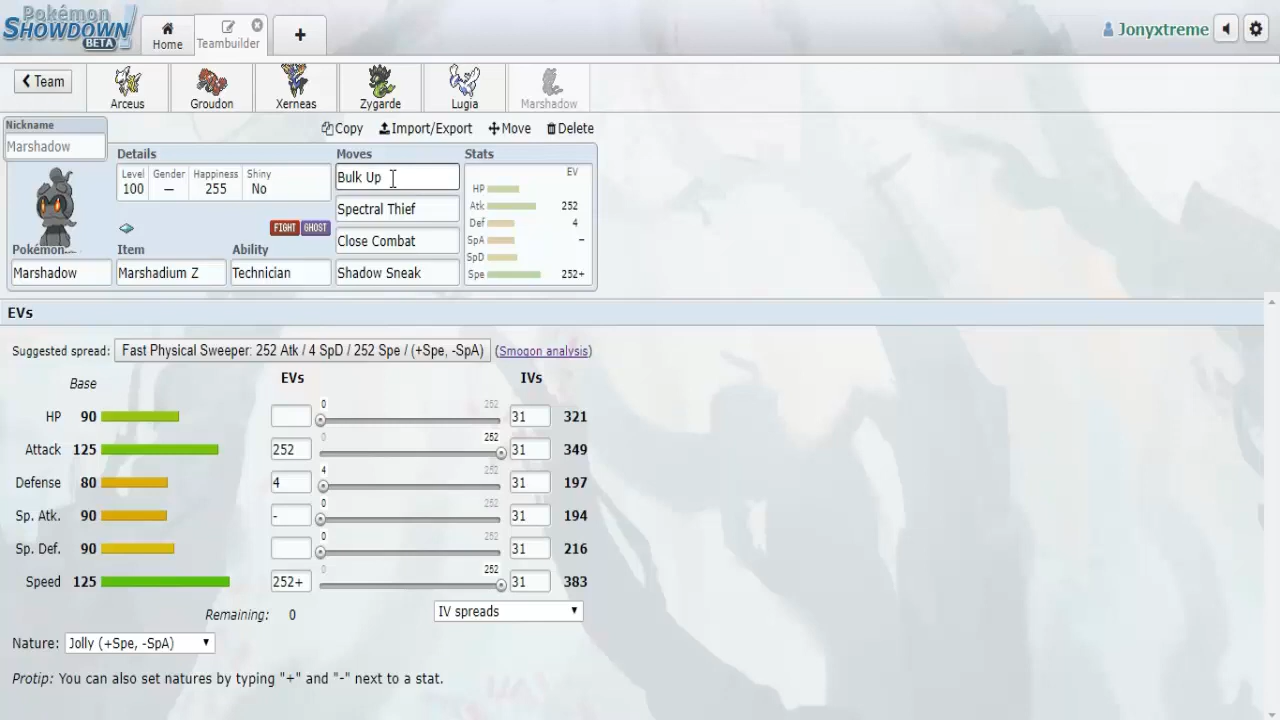 Pokémon
SHOWDOWN!
BETA
Home
Teambuilder
+
Jonyxtreme
Team
Arceus
Groudon
Xerneas
Zygarde
Lugia
Marshadow
Nickname
Marshadow
Copy Import/Export Move Delete
Details Moves Stats
Level Gender Happiness Shiny
100 — 255 No
Bulk Up
Spectral Thief
Close Combat
Shadow Sneak
EV
HP
Atk 252
Def 4
SpA -
SpD
Spe 252+
FIGHT GHOST
Pokémon Item Ability
Marshadow Marshadium Z Technician
EVs
Suggested spread: Fast Physical Sweeper: 252 Atk / 4 SpD / 252 Spe / (+Spe, -SpA) (Smogon analysis)
Base EVs IVs
HP 90 0 252 31 321
Attack 125 252 0 252 31 349
Defense 80 4 4 252 31 197
Sp. Atk. 90 - 0 252 31 194
Sp. Def. 90 0 252 31 216
Speed 125 252+ 0 252 31 383
Remaining: 0 IV spreads
Nature: Jolly (+Spe, -SpA)
Protip: You can also set natures by typing "+" and "-" next to a stat.